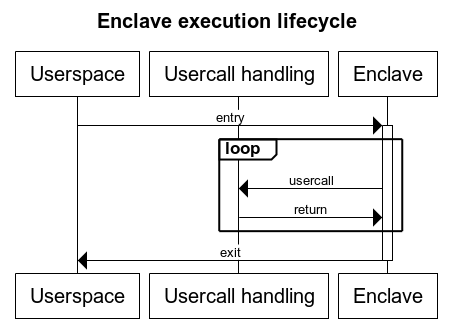 Enclave execution lifecycle
Userspace
Usercall handling
Enclave
entry
loop
usercall
return
exit
Userspace
Usercall handling
Enclave